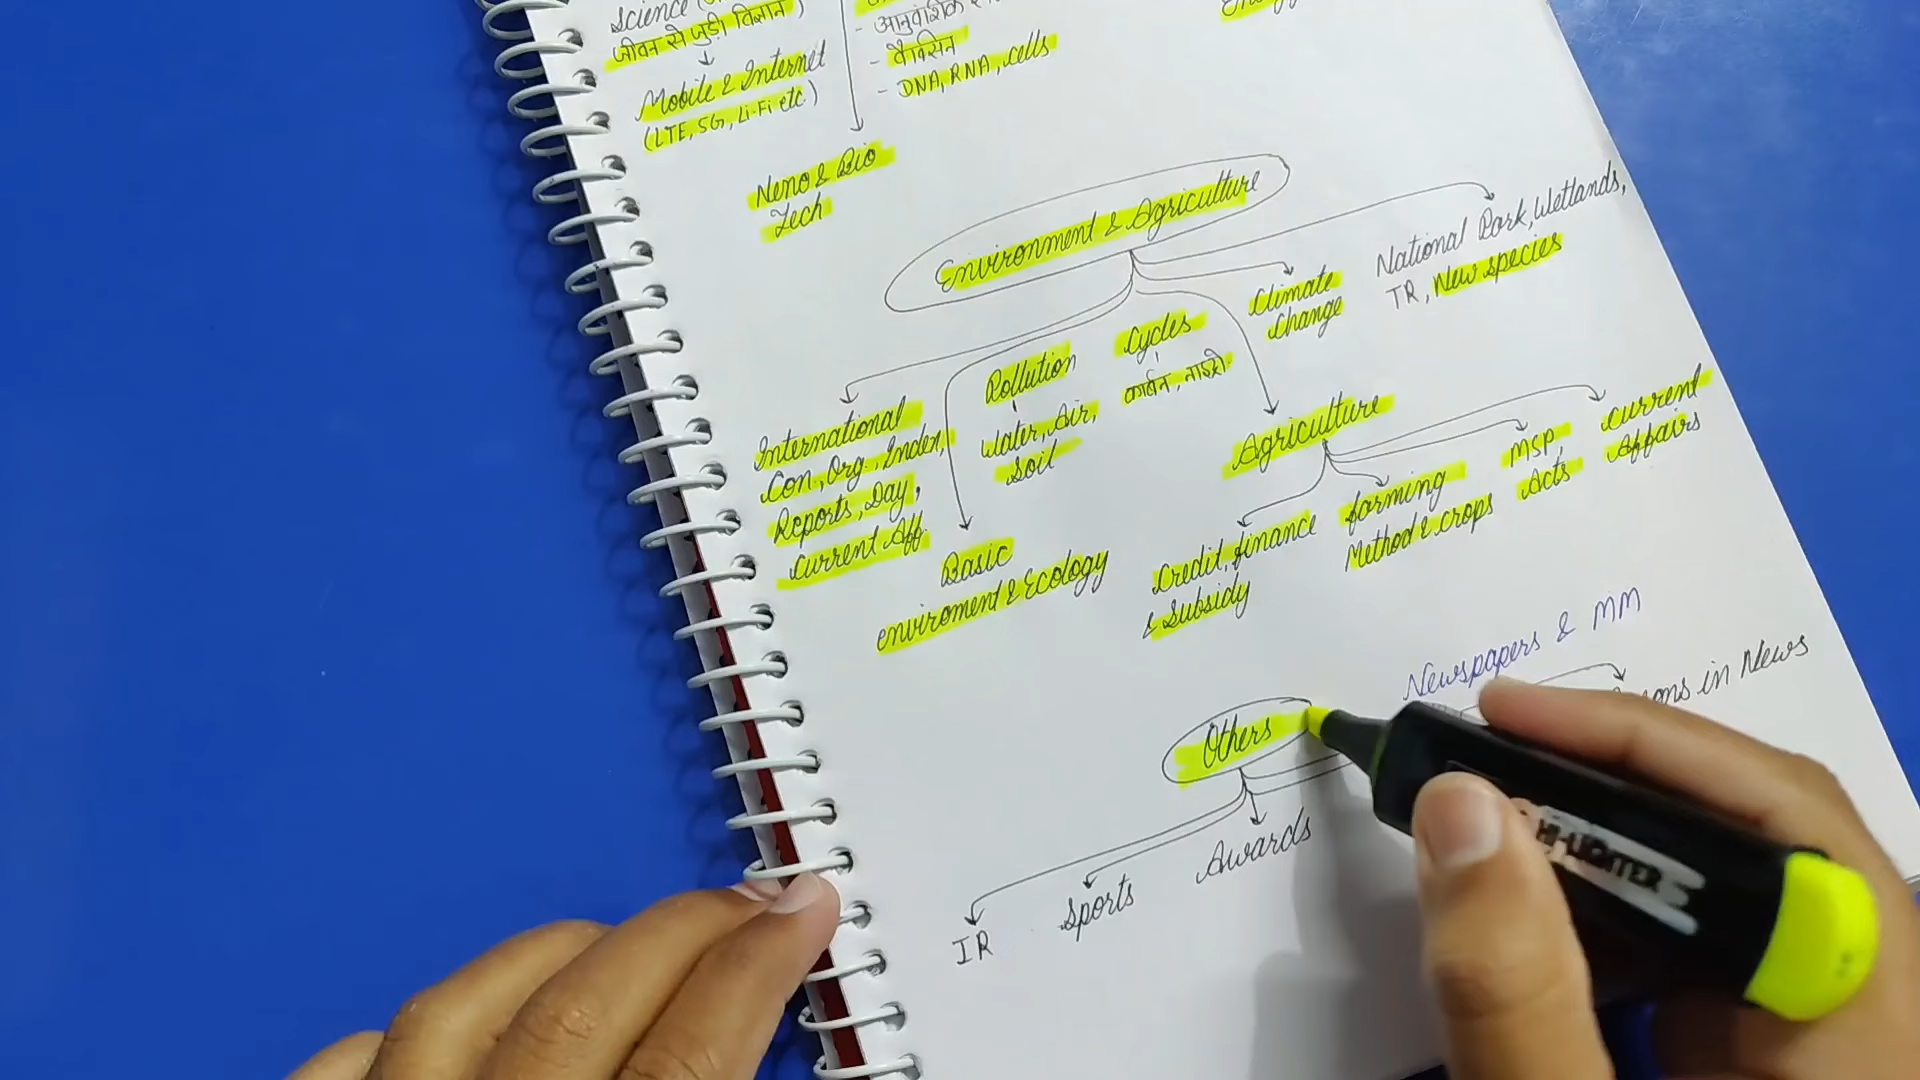 Science
जीवन से जुड़ी विज्ञान)
Mobile & Internet
(LTE, 5G, Li-Fi etc.)
- आनुवंशिक
- वैक्सिन
- DNA, RNA, cells
Neno & Bio
Tech
Environment & Agriculture
National Park, Wetlands,
TR, New species
Climate
Change
Cycles
कार्बन, नाइट्रो.
Pollution
Water, Air,
Soil
International
Con., Org., Index,
Reports, Day,
Current Aff.
Basic
enviroment & Ecology
Agriculture
Credit, finance
& Subsidy
farming
Method & crops
MSP,
Acts
Current
Affairs
Newspapers & MM
in News
Others
Awards
Sports
IR
HI-LIGHTER